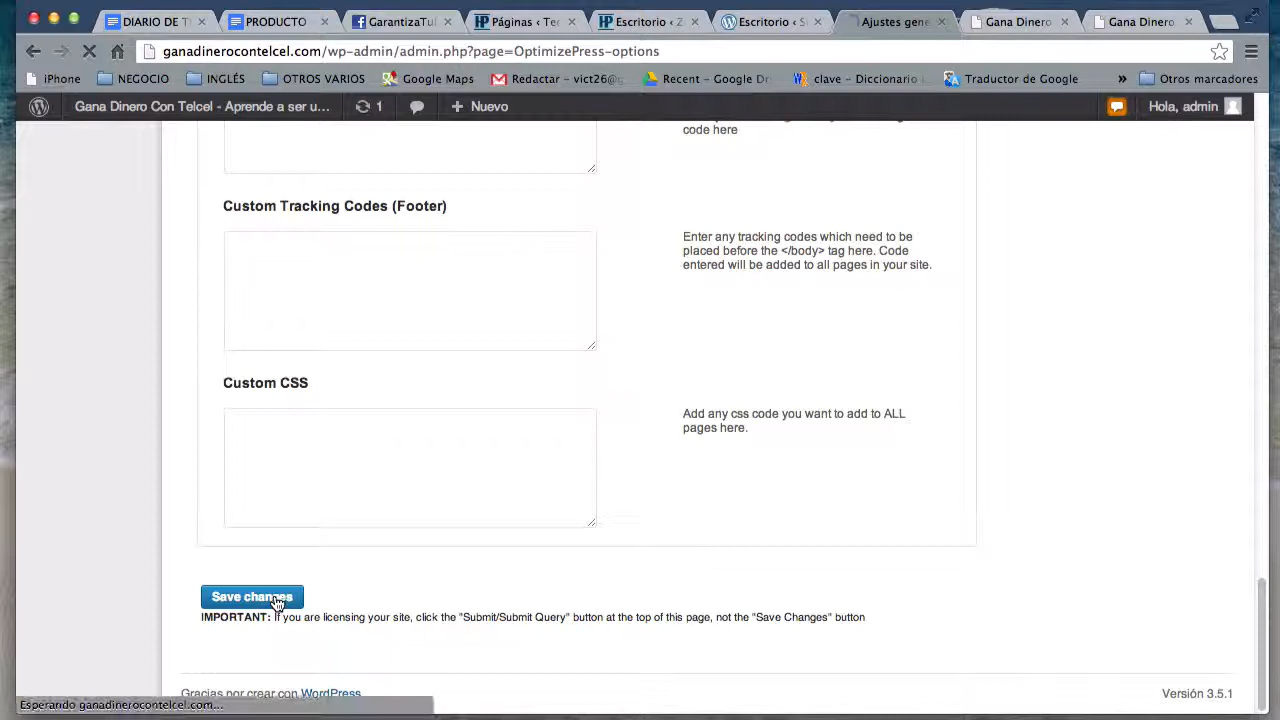 DIARIO DE T
PRODUCTO
GarantizaTul
Páginas ‹ T
Escritorio ‹ Z
Escritorio ‹
Ajustes gen
Gana Dinero
Gana Dinero
ganadinerocontelcel.com/wp-admin/admin.php?page=OptimizePress-options
iPhone
NEGOCIO
INGLÉS
OTROS VARIOS
Google Maps
Redactar – vict26@g
Recent – Google Dr
clave – Diccionario
Traductor de Google
»
Otros marcadores
Gana Dinero Con Telcel - Aprende a ser u...
1
+ Nuevo
Hola, admin
code here
Custom Tracking Codes (Footer)
Enter any tracking codes which need to be
placed before the </body> tag here. Code
entered will be added to all pages in your site.
Custom CSS
Add any css code you want to add to ALL
pages here.
Save changes
IMPORTANT: If you are licensing your site, click the "Submit/Submit Query" button at the top of this page, not the "Save Changes" button
Gracias por crear con WordPress
Versión 3.5.1
Esperando ganadinerocontelcel.com...